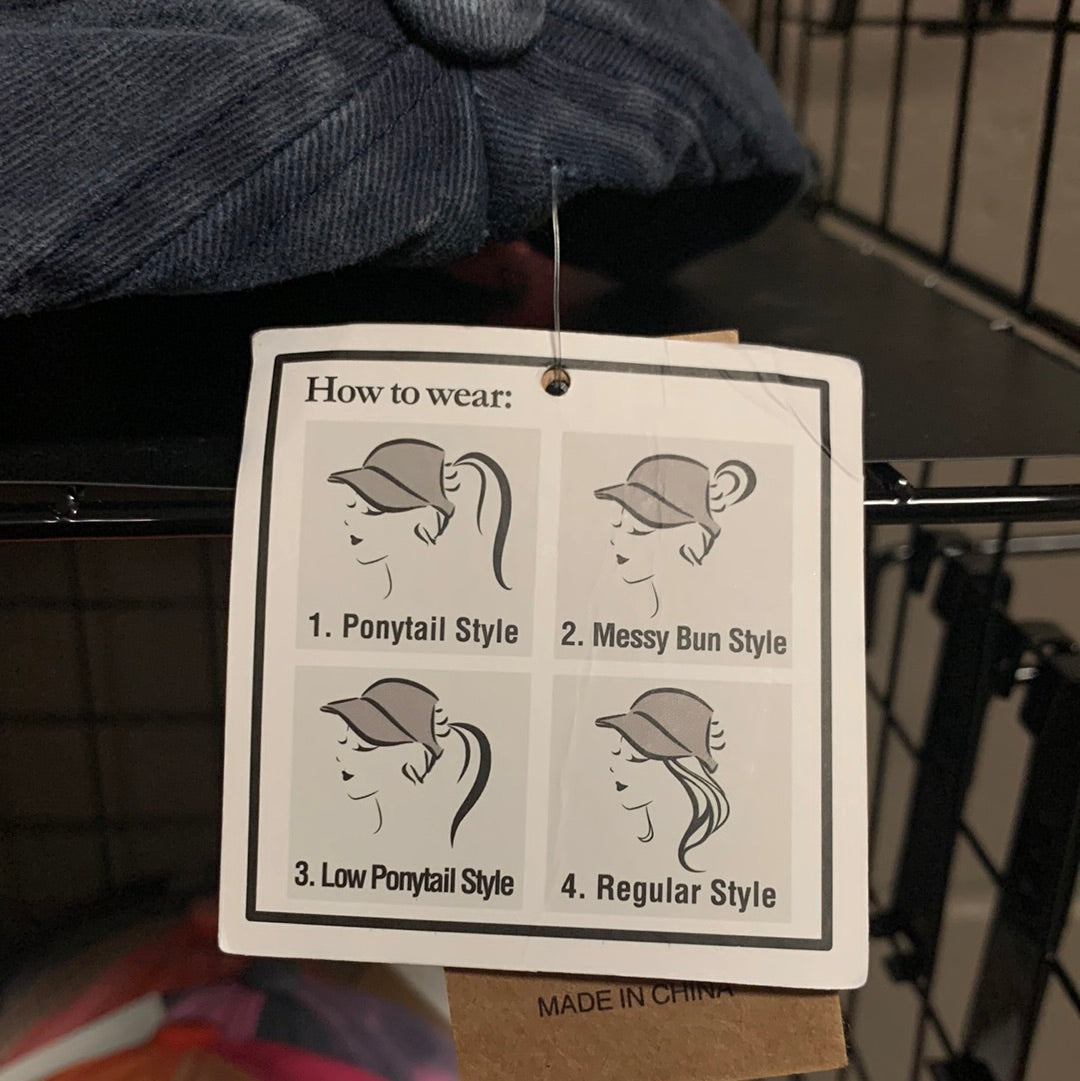 How to wear:
1. Ponytail Style
2. Messy Bun Style
3. Low Ponytail Style
4. Regular Style
MADE IN CHINA